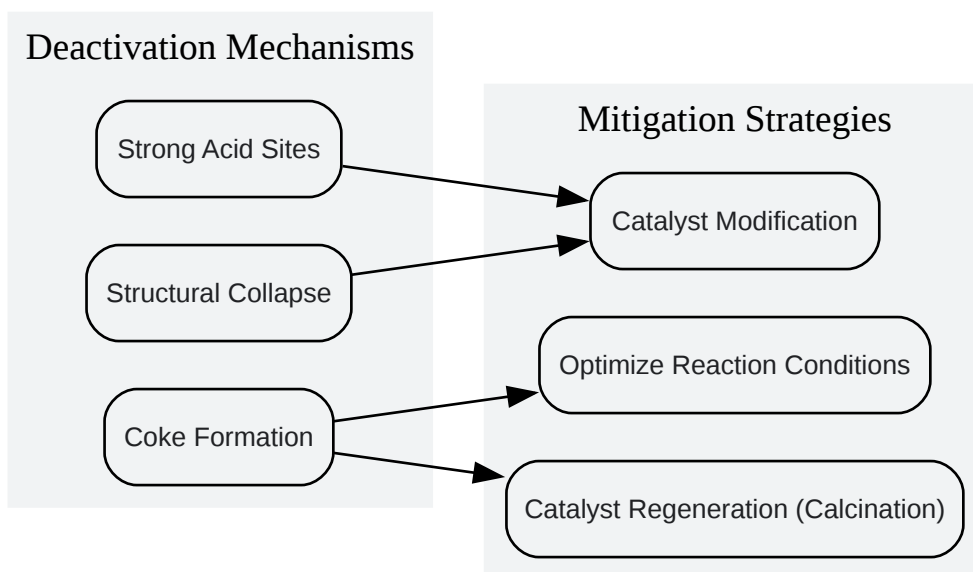 Deactivation Mechanisms
Strong Acid Sites
Structural Collapse
Coke Formation
Mitigation Strategies
Catalyst Modification
Optimize Reaction Conditions
Catalyst Regeneration (Calcination)